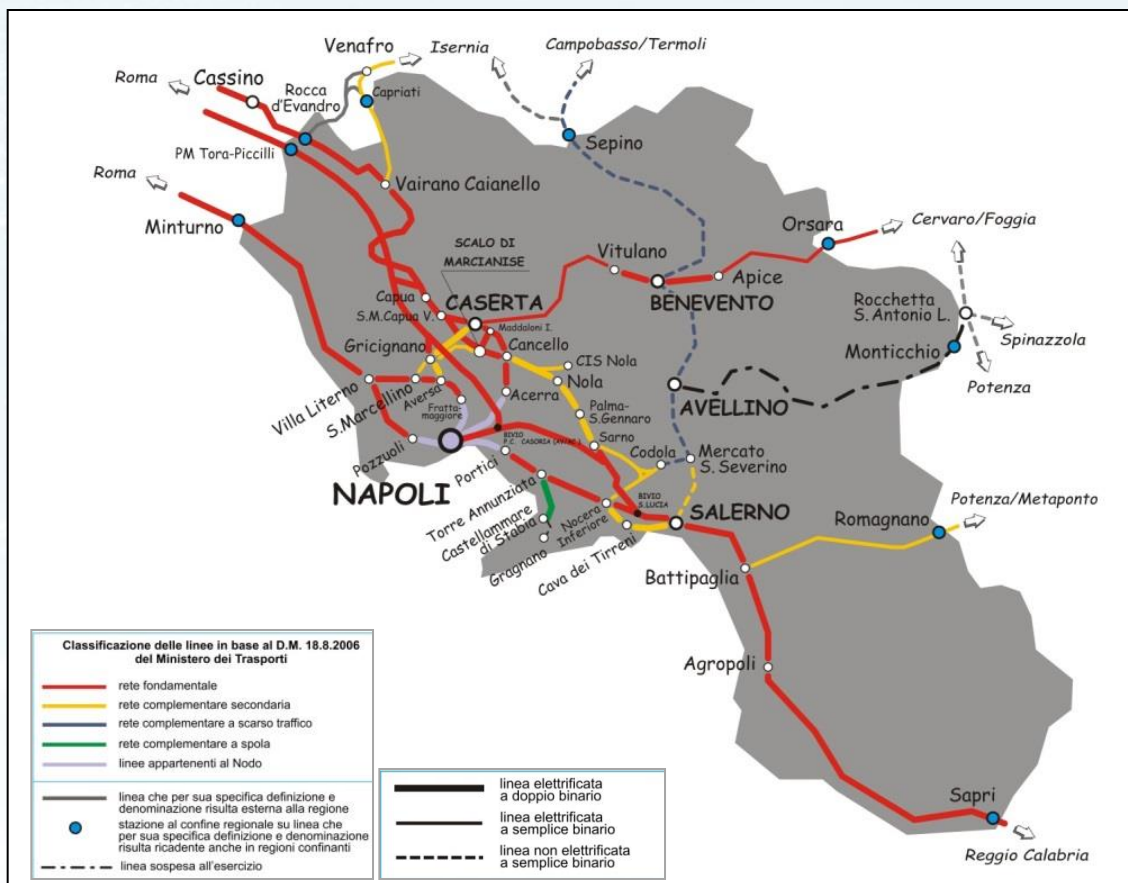 Venafro
Isernia
Campobasso/Termoli
Roma
Cassino
Rocca
d'Evandro
Capriati
Sepino
PM Tora-Piccilli
Roma
Vairano Caianello
Minturno
Orsara
Cervaro/Foggia
SCALO DI
MARCIANISE
Vitulano
Apice
BENEVENTO
Capua
CASERTA
S.M.Capua V.
Maddaloni I.
Rocchetta
S. Antonio L.
Gricignano
Cancello
CIS Nola
Monticchio
Spinazzola
Potenza
Villa Literno
S.Marcellino
Aversa
Nola
Acerra
AVELLINO
Fratta-
maggiore
Palma-
S.Gennaro
BIVIO
P.C. CASORIA (AV/AC)
Sarno
Pozzuoli
Codola
Mercato
S. Severino
NAPOLI
Portici
Torre Annunziata
Castellammare
di Stabia
Gragnano
Nocera
Inferiore
BIVIO
S.LUCIA
SALERNO
Cava dei Tirreni
Potenza/Metaponto
Romagnano
Battipaglia
Agropoli
Sapri
Reggio Calabria
Classificazione delle linee in base al D.M. 18.8.2006
del Ministero dei Trasporti
rete fondamentale
rete complementare secondaria
rete complementare a scarso traffico
rete complementare a spola
linee appartenenti al Nodo
linea che per sua specifica definizione e
denominazione risulta esterna alla regione
stazione al confine regionale su linea che
per sua specifica definizione e denominazione
risulta ricadente anche in regioni confinanti
linea sospesa all'esercizio
linea elettrificata
a doppio binario
linea elettrificata
a semplice binario
linea non elettrificata
a semplice binario